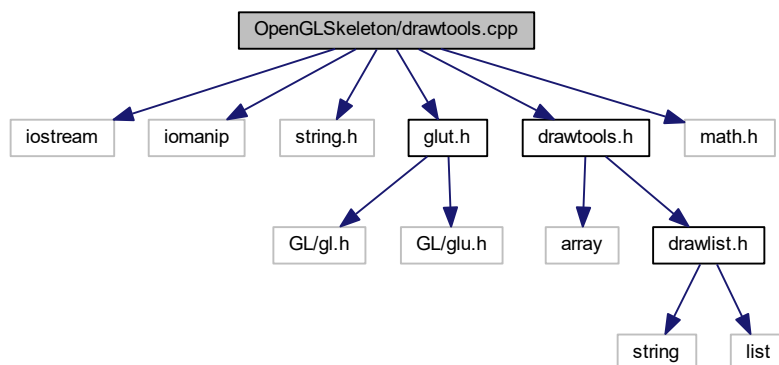 OpenGLSkeleton/drawtools.cpp
iostream
iomanip
string.h
glut.h
drawtools.h
math.h
GL/gl.h
GL/glu.h
array
drawlist.h
string
list